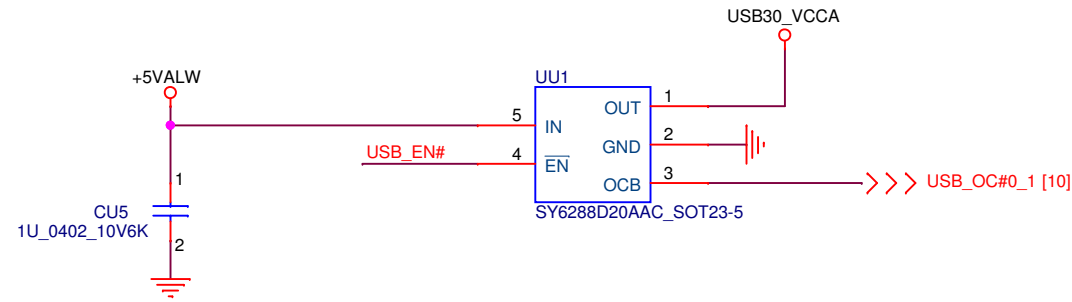 USB30_VCCA
+5VALW
UU1
1
OUT
5
IN
2
GND
USB_EN#
4
EN
3
OCB
USB_OC#0_1 [10]
1
CU5
SY6288D20AAC_SOT23-5
1U_0402_10V6K
2